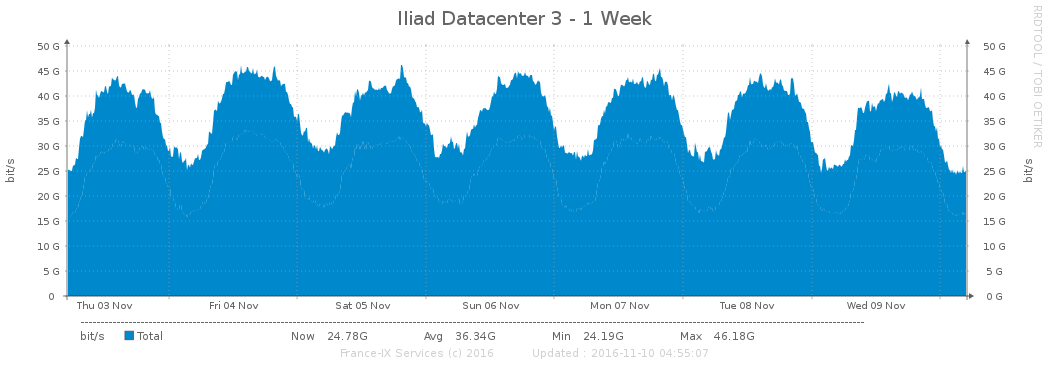 Iliad Datacenter 3 - 1 Week
RRDTOOL / TOBI OETIKER
50 G 50 G
45 G 45 G
40 G 40 G
35 G 35 G
30 G 30 G
25 G 25 G
20 G 20 G
15 G 15 G
10 G 10 G
5 G 5 G
0 0 G
bit/s
bit/s
Thu 03 Nov Fri 04 Nov Sat 05 Nov Sun 06 Nov Mon 07 Nov Tue 08 Nov Wed 09 Nov
bit/s Total Now 24.78G Avg 36.34G Min 24.19G Max 46.18G
France-IX Services (c) 2016 Updated : 2016-11-10 04:55:07